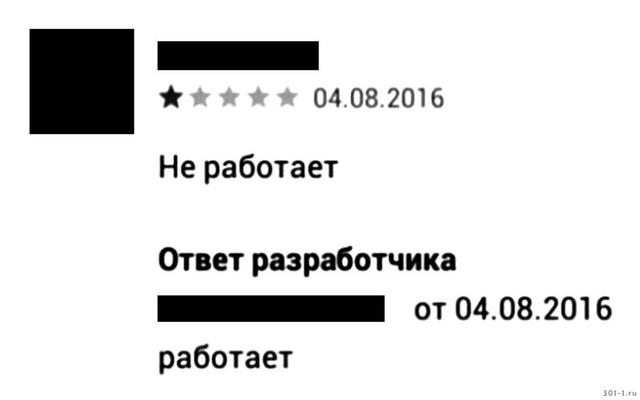 04.08.2016
Не работает
Ответ разработчика
от 04.08.2016
работает
301-1.ru